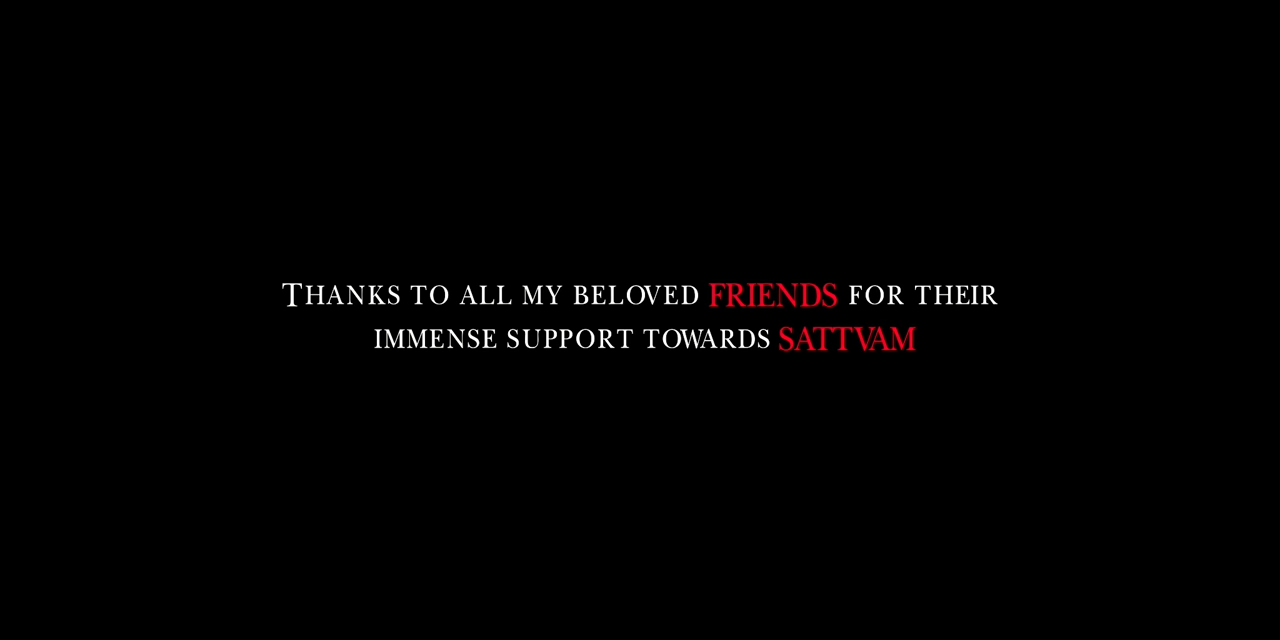 THANKS TO ALL MY BELOVED FRIENDS FOR THEIR
IMMENSE SUPPORT TOWARDS SATTVAM